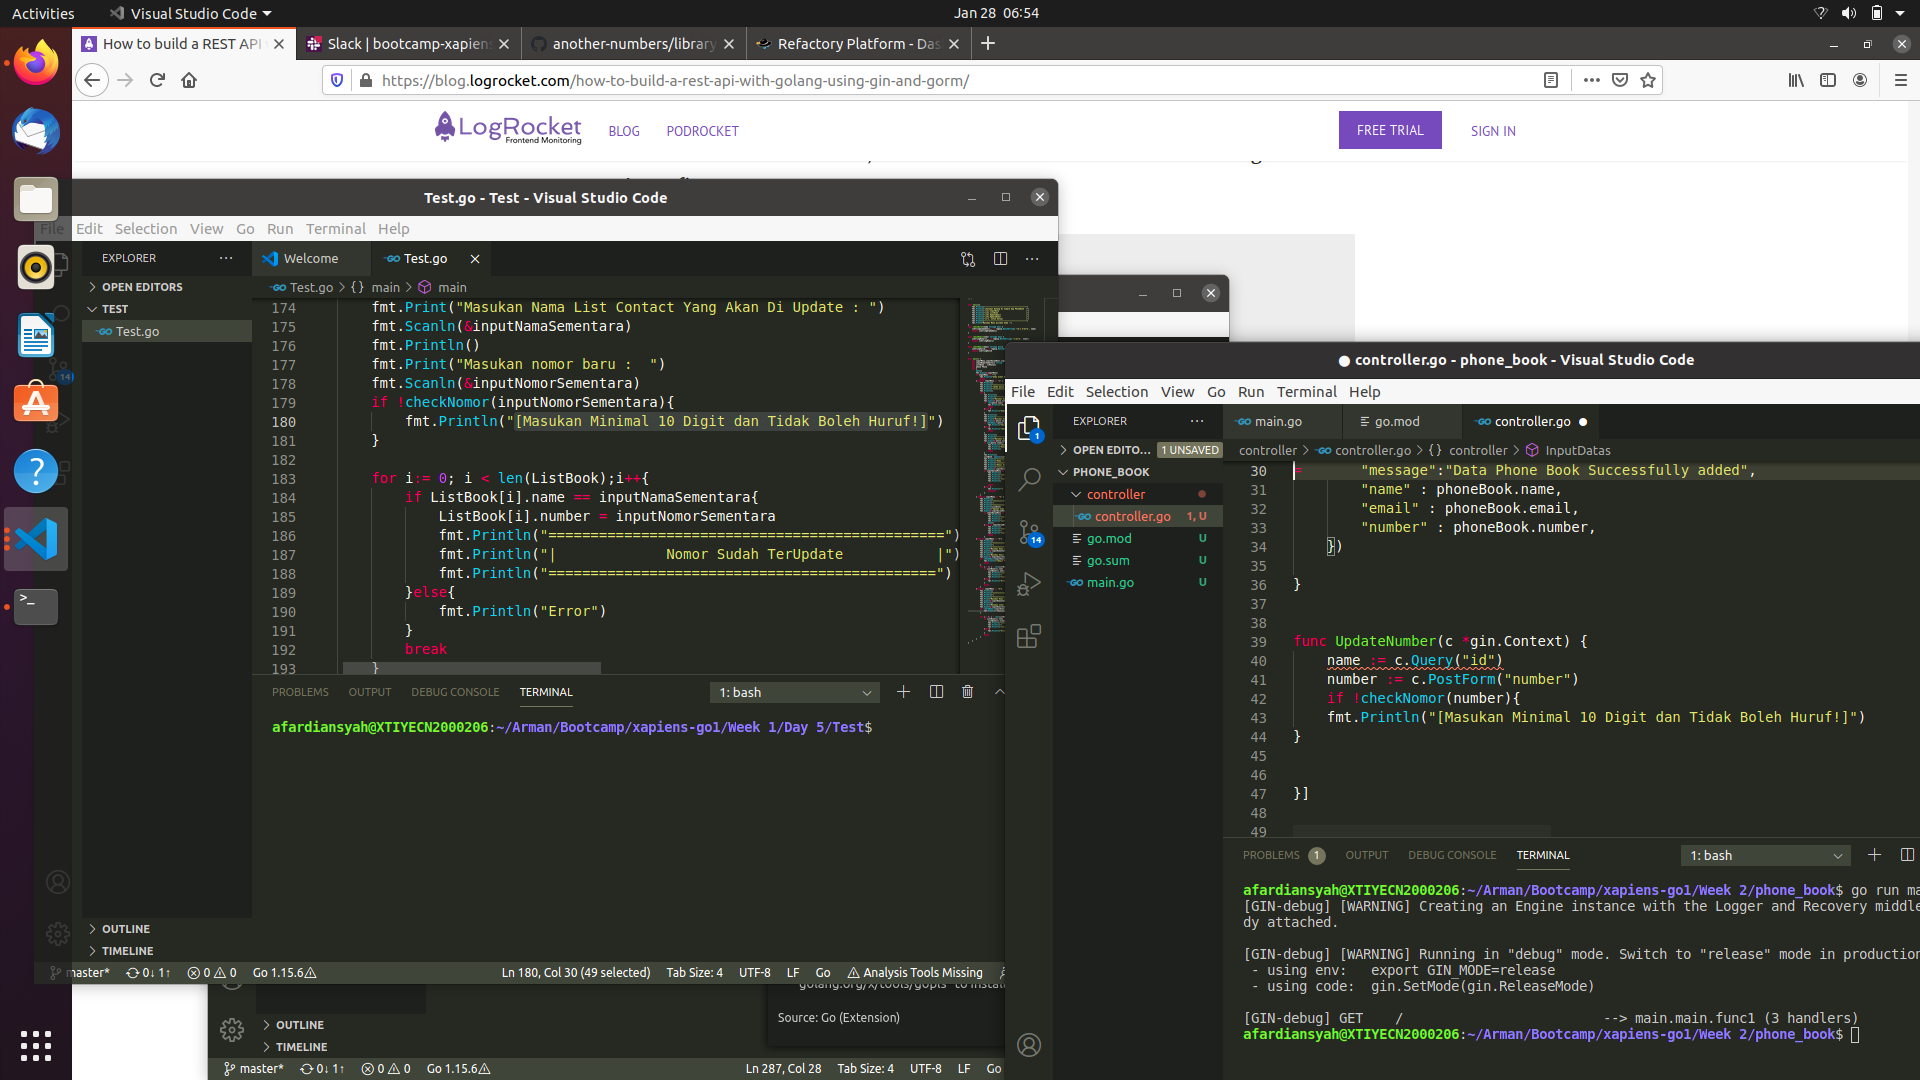 Activities
Visual Studio Code
Jan 28 06:54
How to build a REST API
Slack | bootcamp-xapiens
another-numbers/library
Refactory Platform - Das
https://blog.logrocket.com/how-to-build-a-rest-api-with-golang-using-gin-and-gorm/
LogRocket
Frontend Monitoring
BLOG
PODROCKET
FREE TRIAL
SIGN IN
Test.go - Test - Visual Studio Code
File Edit Selection View Go Run Terminal Help
EXPLORER
Welcome
Test.go
OPEN EDITORS
TEST
Test.go
Test.go > {} main > main
174 fmt.Print("Masukan Nama List Contact Yang Akan Di Update : ")
175 fmt.Scanln(&inputNamaSementara)
176 fmt.Println()
177 fmt.Print("Masukan nomor baru :  ")
178 fmt.Scanln(&inputNomorSementara)
179 if !checkNomor(inputNomorSementara){
180 fmt.Println("[Masukan Minimal 10 Digit dan Tidak Boleh Huruf!]")
181 }
182
183 for i:= 0; i < len(ListBook);i++{
184 if ListBook[i].name == inputNamaSementara{
185 ListBook[i].number = inputNomorSementara
186 fmt.Println("===============================================")
187 fmt.Println("|             Nomor Sudah TerUpdate           |")
188 fmt.Println("==============================================")
189 }else{
190 fmt.Println("Error")
191 }
192 break
193 }
PROBLEMS OUTPUT DEBUG CONSOLE TERMINAL
1: bash
afardiansyah@XTIYECN2000206:~/Arman/Bootcamp/xapiens-go1/Week 1/Day 5/Test$
14
OUTLINE
TIMELINE
master* 0↓ 1↑ 0 0 Go 1.15.6
Ln 180, Col 30 (49 selected) Tab Size: 4 UTF-8 LF Go Analysis Tools Missing
golang.org/x/tools/gopls" to install
Source: Go (Extension)
OUTLINE
TIMELINE
master* 0↓ 1↑ 0 0 Go 1.15.6
Ln 287, Col 28 Tab Size: 4 UTF-8 LF Go
● controller.go - phone_book - Visual Studio Code
File Edit Selection View Go Run Terminal Help
EXPLORER
main.go
go.mod
controller.go
OPEN EDITO... 1 UNSAVED
PHONE_BOOK
controller
controller.go 1, U
go.mod U
go.sum U
main.go U
1
14
controller > controller.go > {} controller > InputDatas
30 "message":"Data Phone Book Successfully added",
31 "name" : phoneBook.name,
32 "email" : phoneBook.email,
33 "number" : phoneBook.number,
34 })
35
36 }
37
38
39 func UpdateNumber(c *gin.Context) {
40 name := c.Query("id")
41 number := c.PostForm("number")
42 if !checkNomor(number){
43 fmt.Println("[Masukan Minimal 10 Digit dan Tidak Boleh Huruf!]")
44 }
45
46
47 }]
48
49
PROBLEMS 1 OUTPUT DEBUG CONSOLE TERMINAL
1: bash
afardiansyah@XTIYECN2000206:~/Arman/Bootcamp/xapiens-go1/Week 2/phone_book$ go run ma
[GIN-debug] [WARNING] Creating an Engine instance with the Logger and Recovery middle
dy attached.
[GIN-debug] [WARNING] Running in "debug" mode. Switch to "release" mode in production
- using env:   export GIN_MODE=release
- using code:  gin.SetMode(gin.ReleaseMode)
[GIN-debug] GET    /                         --> main.main.func1 (3 handlers)
afardiansyah@XTIYECN2000206:~/Arman/Bootcamp/xapiens-go1/Week 2/phone_book$